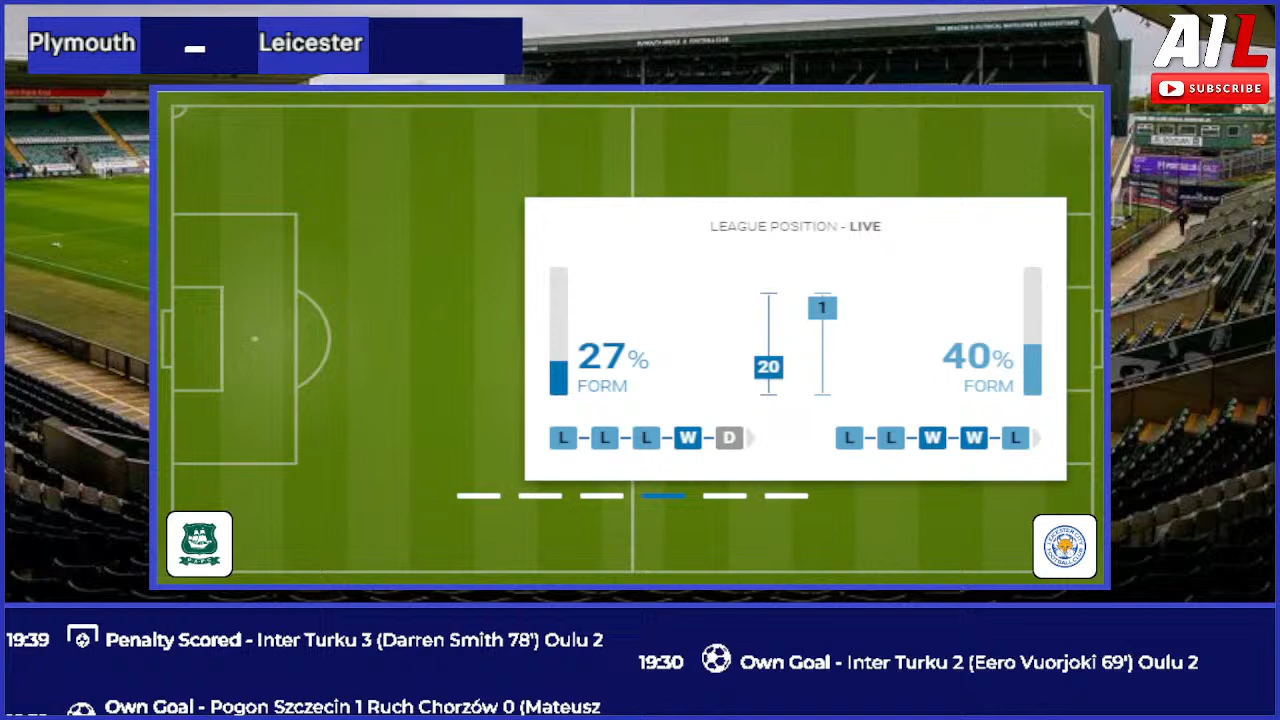 Plymouth - Leicester
AIL
SUBSCRIBE
LEAGUE POSITION - LIVE
27% FORM
20
1
40% FORM
L-L-L-W-D
L-L-W-W-L
19:39 Penalty Scored - Inter Turku 3 (Darren Smith 78') Oulu 2
19:30 Own Goal - Inter Turku 2 (Eero Vuorjoki 69') Oulu 2
Own Goal - Pogon Szczecin 1 Ruch Chorzów 0 (Mateusz